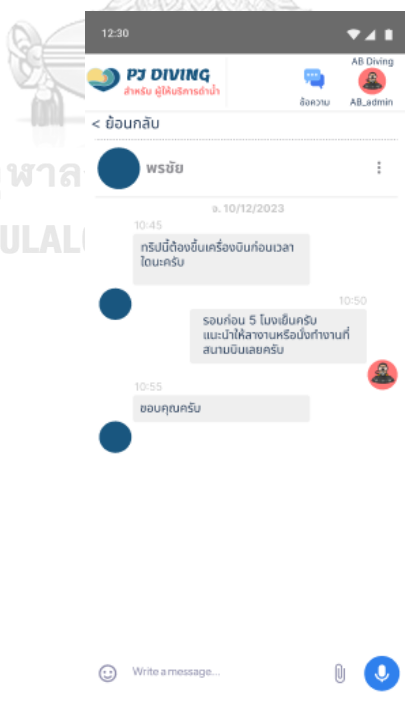 12:30
AB Diving
PJ DIVING
สำหรับ ผู้ให้บริการดำน้ำ
ข้อความ
AB_admin
< ย้อนกลับ
พรชัย
จ. 10/12/2023
10:45
ทริปนี้ต้องขึ้นเครื่องบินก่อนเวลา
ใดนะครับ
10:50
รอบก่อน 5 โมงเย็นครับ
แนะนำให้ลางานหรือนั่งทำงานที่
สนามบินเลยครับ
10:55
ขอบคุณครับ
Write a message...